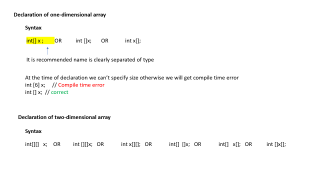 Declaration of one-dimensional array
Syntax
int[] x ; OR int []x; OR int x[];
It is recommended name is clearly separated of type
At the time of declaration we can't specify size otherwise we will get compile time error
int [6] x; // Compile time error
int [] x; // correct
Declaration of two-dimensional array
Syntax
int[][] x; OR int [][]x; OR int x[][]; OR int[] []x; OR int[] x[]; OR int []x[];